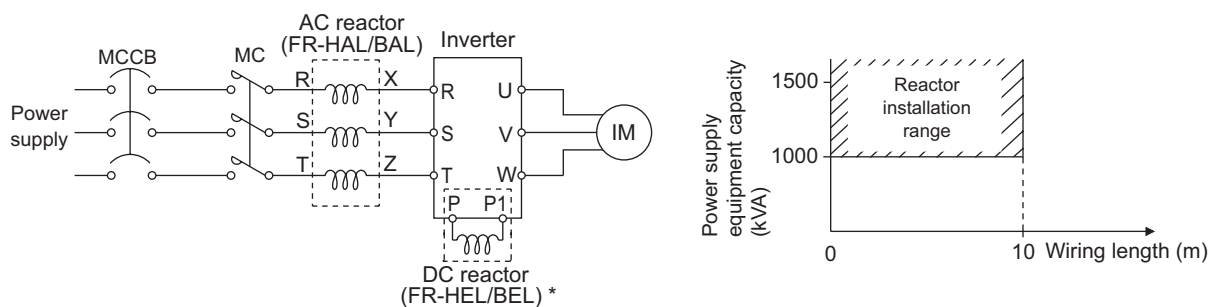 AC reactor
(FR-HAL/BAL)
Inverter
MCCB
MC
R
X
R
U
Power
supply
S
Y
S
V
IM
T
Z
T
W
P
P1
DC reactor
(FR-HEL/BEL) *
Power supply
equipment capacity
(kVA)
1500
1000
Reactor
installation
range
0
10
Wiring length (m)